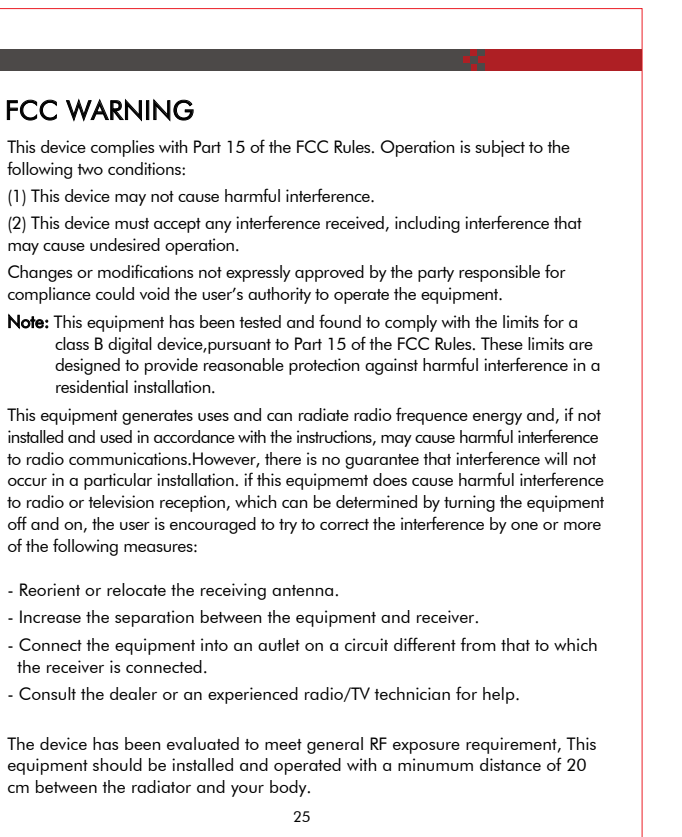 FCC WARNING
This device complies with Part 15 of the FCC Rules. Operation is subject to the
following two conditions:
(1) This device may not cause harmful interference.
(2) This device must accept any interference received, including interference that
may cause undesired operation.
Changes or modifications not expressly approved by the party responsible for
compliance could void the user's authority to operate the equipment.
Note: This equipment has been tested and found to comply with the limits for a
class B digital device,pursuant to Part 15 of the FCC Rules. These limits are
designed to provide reasonable protection against harmful interference in a
residential installation.
This equipment generates uses and can radiate radio frequence energy and, if not
installed and used in accordance with the instructions, may cause harmful interference
to radio communications.However, there is no guarantee that interference will not
occur in a particular installation. if this equipmemt does cause harmful interference
to radio or television reception, which can be determined by turning the equipment
off and on, the user is encouraged to try to correct the interference by one or more
of the following measures:
- Reorient or relocate the receiving antenna.
- Increase the separation between the equipment and receiver.
- Connect the equipment into an autlet on a circuit different from that to which
the receiver is connected.
- Consult the dealer or an experienced radio/TV technician for help.
The device has been evaluated to meet general RF exposure requirement, This
equipment should be installed and operated with a minumum distance of 20
cm between the radiator and your body.
25